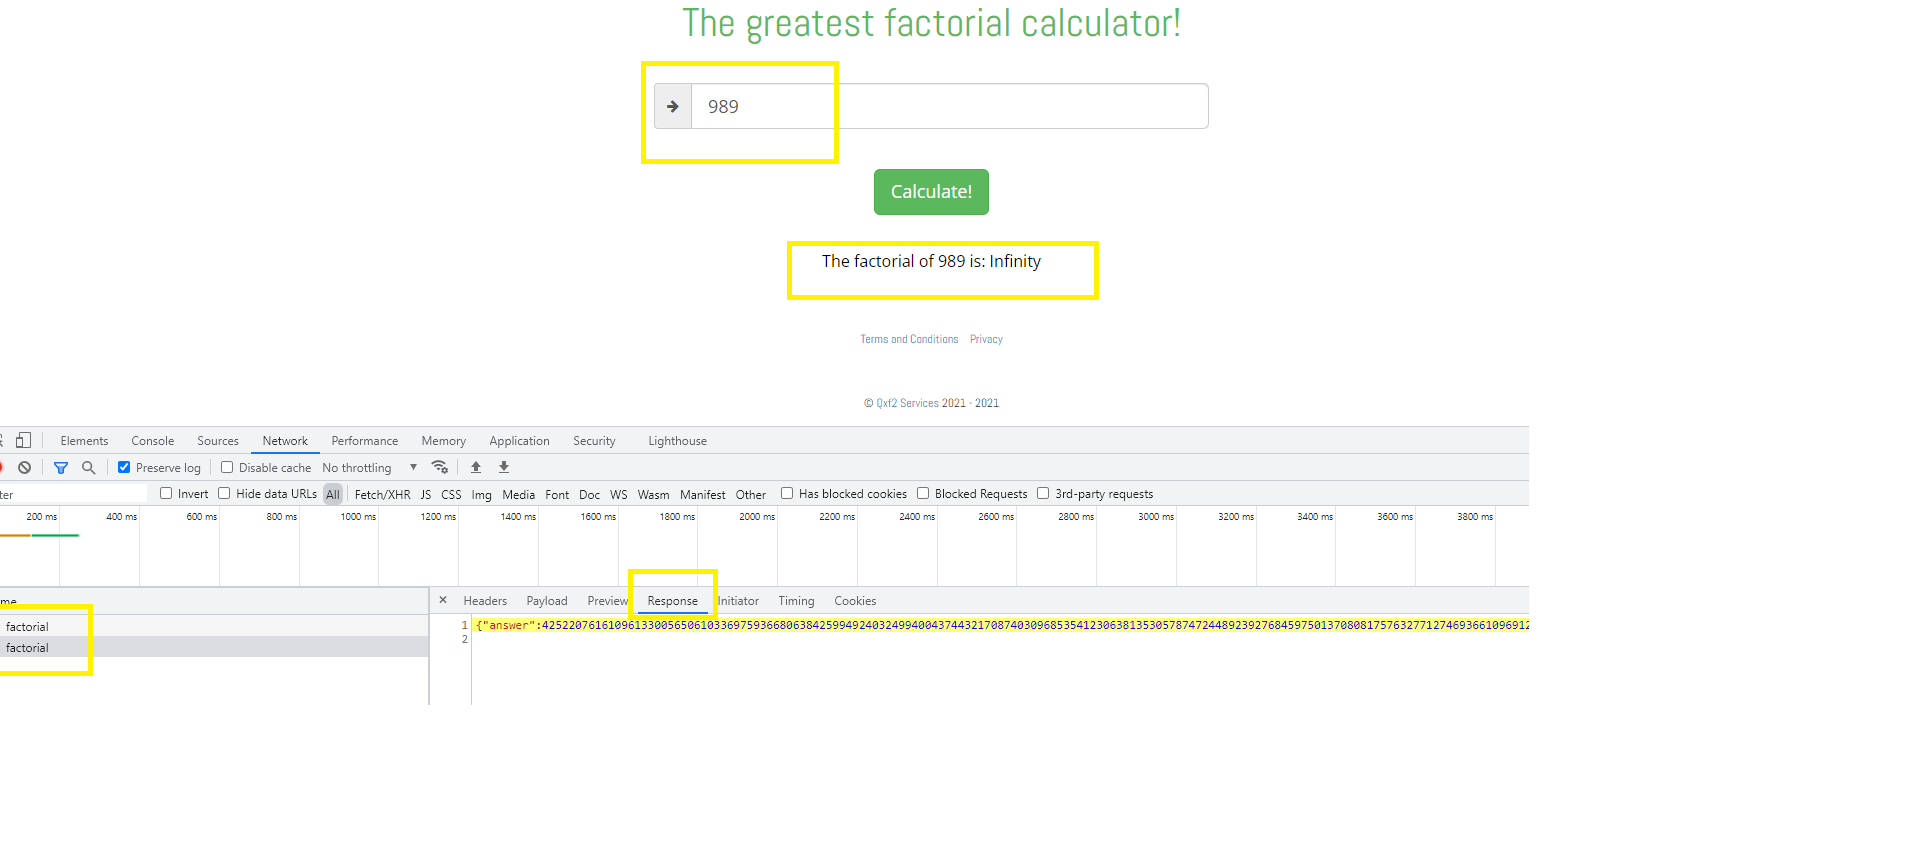 The greatest factorial calculator!
989
Calculate!
The factorial of 989 is: Infinity
Terms and Conditions Privacy
© Qxf2 Services 2021 - 2021
Elements Console Sources Network Performance Memory Application Security Lighthouse
Preserve log Disable cache No throttling
ter Invert Hide data URLs All Fetch/XHR JS CSS Img Media Font Doc WS Wasm Manifest Other Has blocked cookies Blocked Requests 3rd-party requests
200 ms 400 ms 600 ms 800 ms 1000 ms 1200 ms 1400 ms 1600 ms 1800 ms 2000 ms 2200 ms 2400 ms 2600 ms 2800 ms 3000 ms 3200 ms 3400 ms 3600 ms 3800 ms
me × Headers Payload Preview Response Initiator Timing Cookies
factorial 1 {"answer":
2
factorial